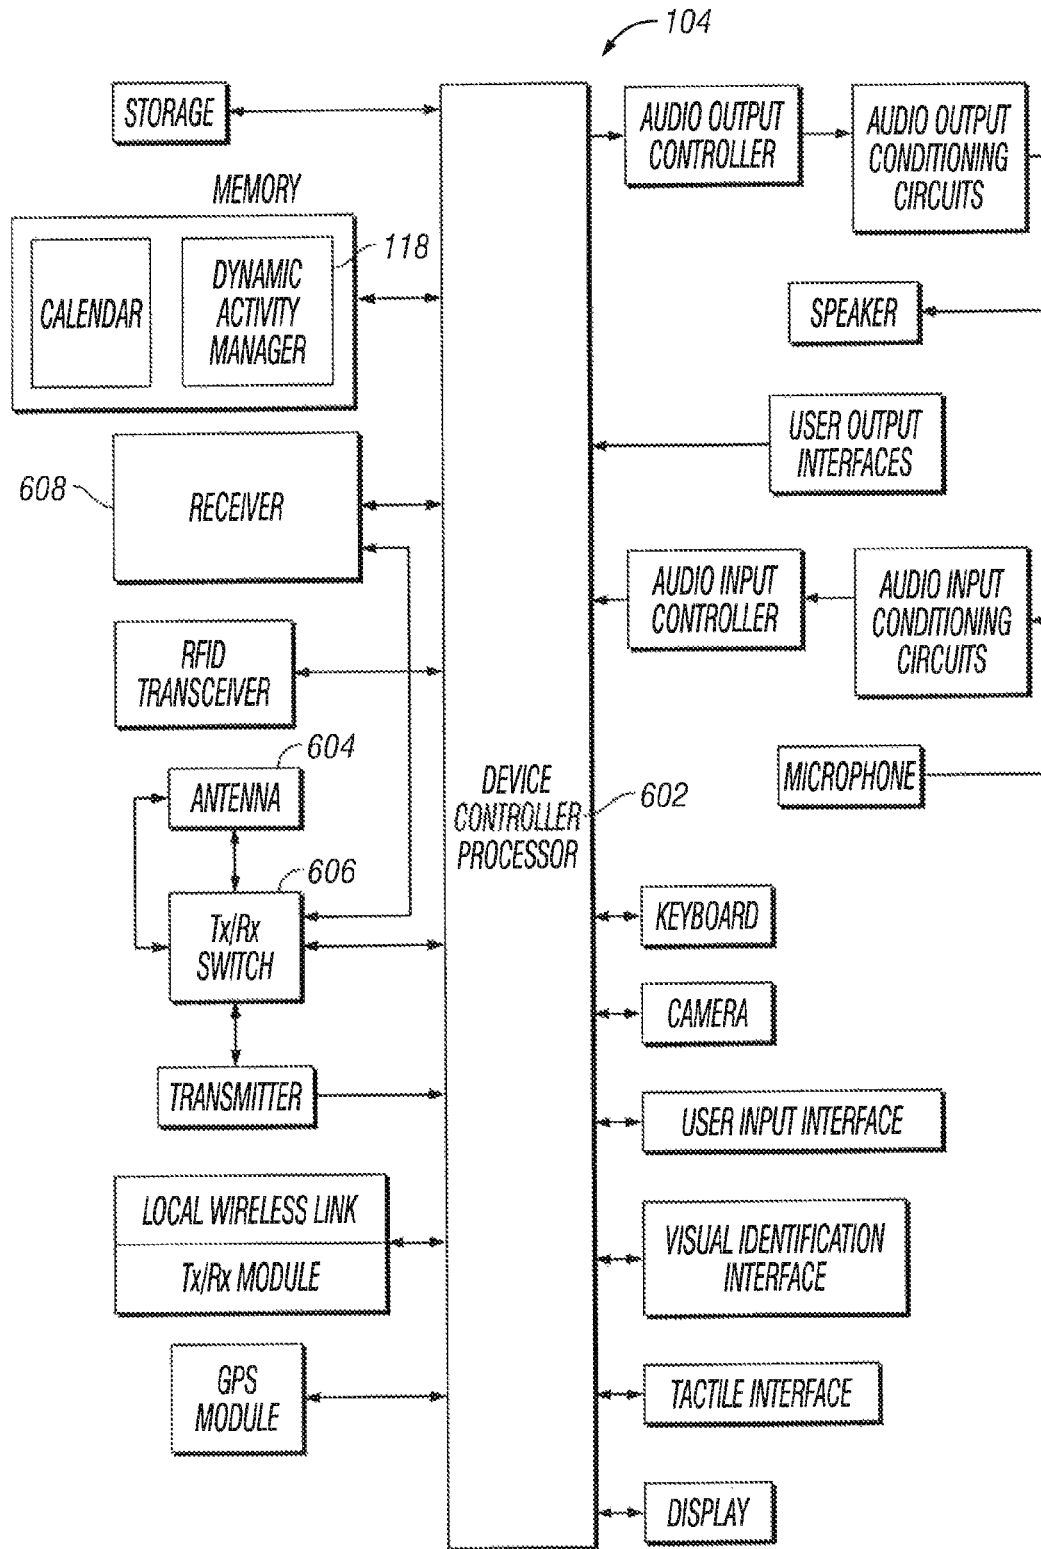 104
STORAGE
MEMORY
CALENDAR
DYNAMIC
ACTIVITY
MANAGER
118
608
RECEIVER
RFID
TRANSCEIVER
604
ANTENNA
606
Tx/Rx
SWITCH
TRANSMITTER
LOCAL WIRELESS LINK
Tx/Rx MODULE
GPS
MODULE
DEVICE
CONTROLLER
PROCESSOR
602
AUDIO OUTPUT
CONTROLLER
AUDIO OUTPUT
CONDITIONING
CIRCUITS
SPEAKER
USER OUTPUT
INTERFACES
AUDIO INPUT
CONTROLLER
AUDIO INPUT
CONDITIONING
CIRCUITS
MICROPHONE
KEYBOARD
CAMERA
USER INPUT INTERFACE
VISUAL IDENTIFICATION
INTERFACE
TACTILE INTERFACE
DISPLAY